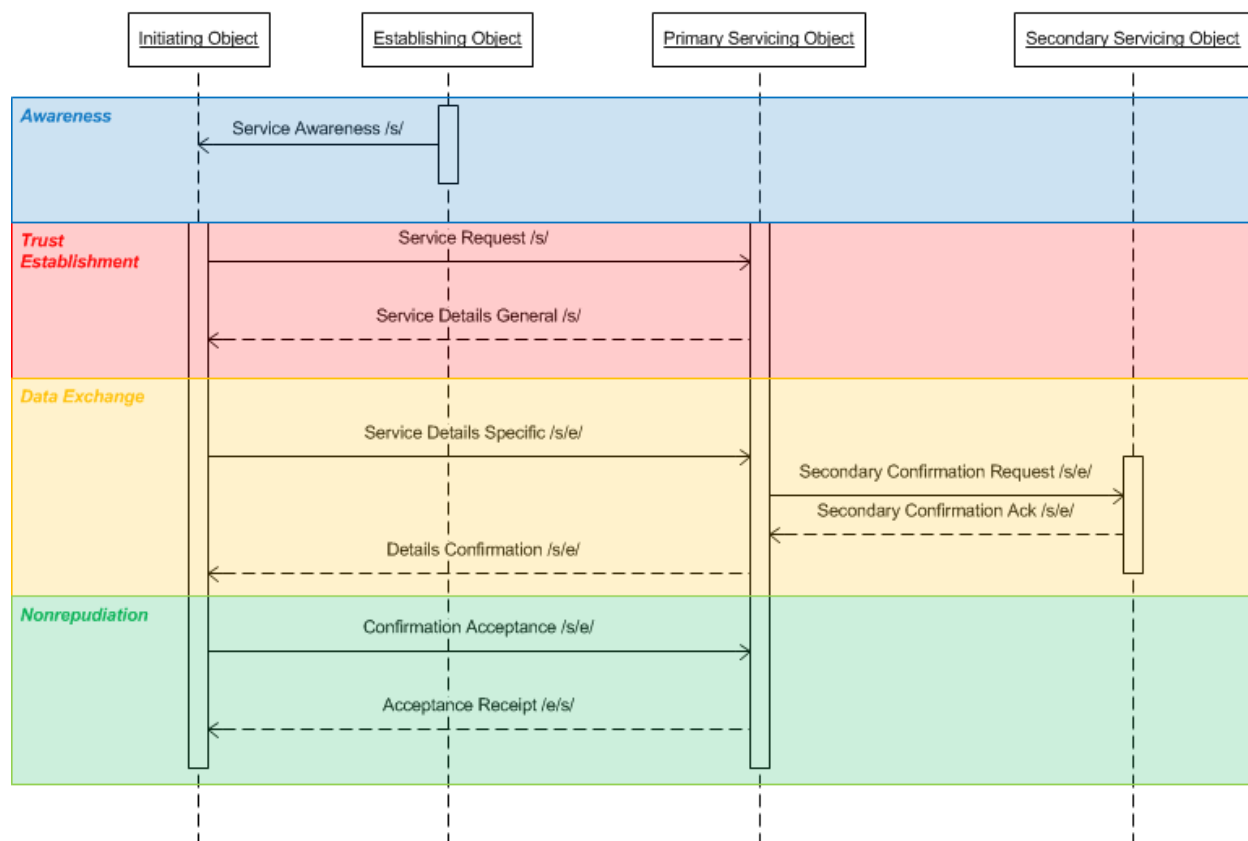 Initiating Object
Establishing Object
Primary Servicing Object
Secondary Servicing Object
Awareness
Service Awareness /s/
Trust
Establishment
Service Request /s/
Service Details General /s/
Data Exchange
Service Details Specific /s/e/
Secondary Confirmation Request /s/e/
Secondary Confirmation Ack /s/e/
Details Confirmation /s/e/
Nonrepudiation
Confirmation Acceptance /s/e/
Acceptance Receipt /e/s/